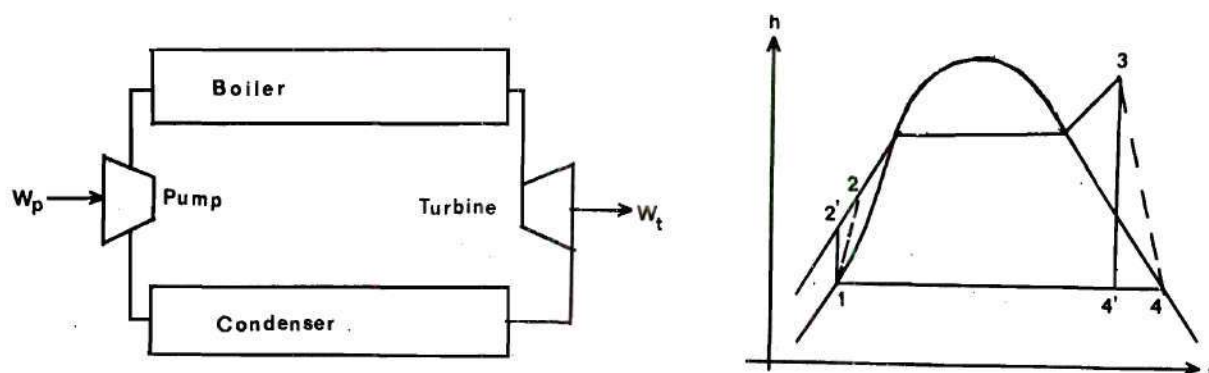 Boiler
Wp
Pump
Turbine
Wt
Condenser
h
3
2
2'
1
4'
4